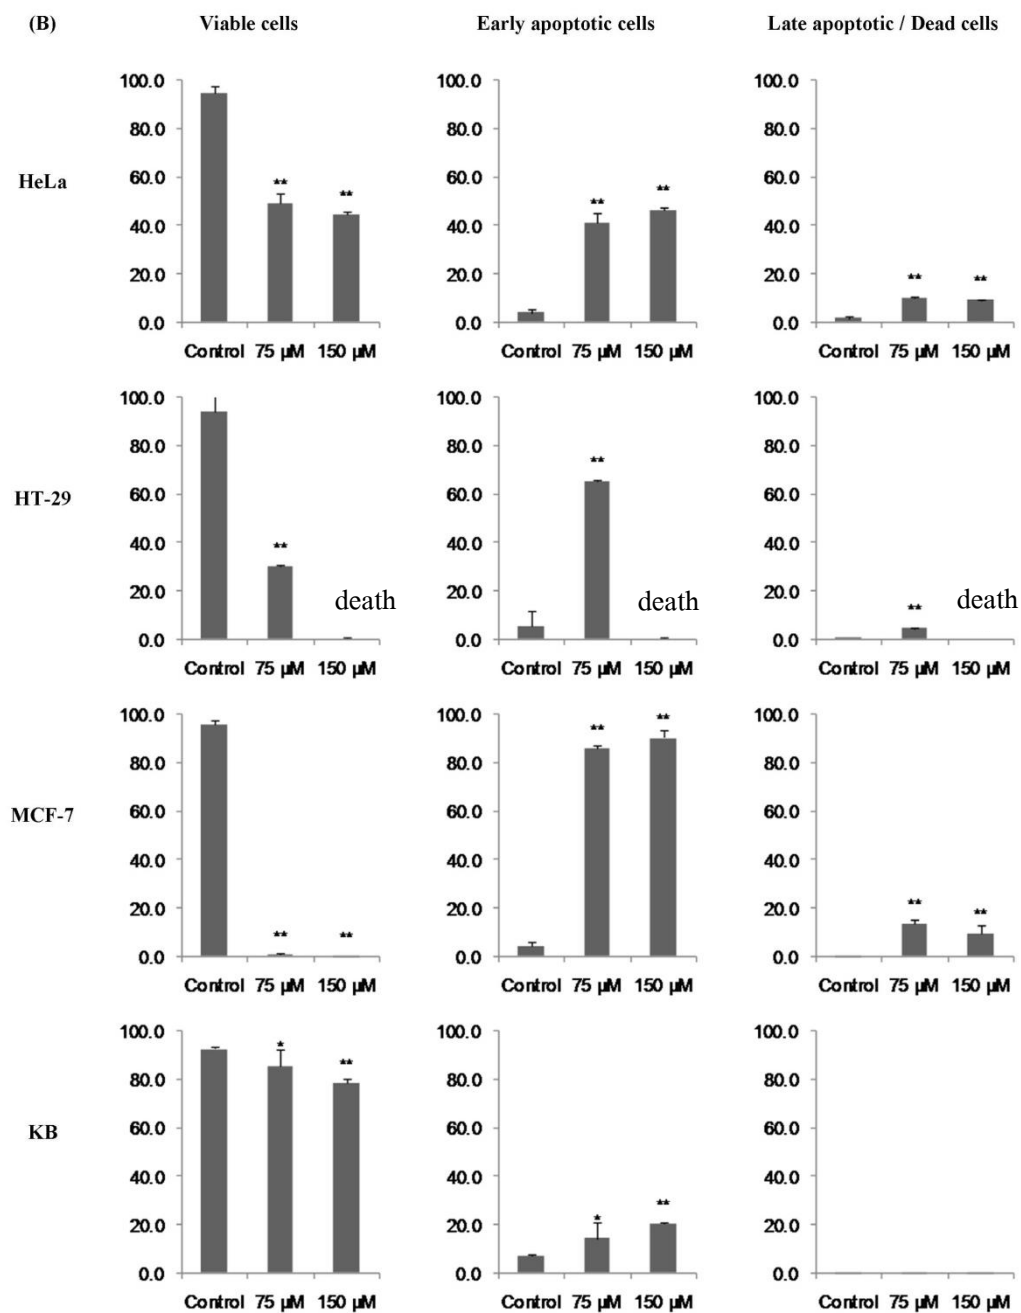 (B) Viable cells Early apoptotic cells Late apoptotic / Dead cells
HeLa
100.0 80.0 60.0 40.0 20.0 0.0
** **
Control 75 µM 150 µM
100.0 80.0 60.0 40.0 20.0 0.0
** **
Control 75 µM 150 µM
100.0 80.0 60.0 40.0 20.0 0.0
** **
Control 75 µM 150 µM
HT-29
100.0 80.0 60.0 40.0 20.0 0.0
** death
Control 75 µM 150 µM
100.0 80.0 60.0 40.0 20.0 0.0
** death
Control 75 µM 150 µM
100.0 80.0 60.0 40.0 20.0 0.0
** death
Control 75 µM 150 µM
MCF-7
100.0 80.0 60.0 40.0 20.0 0.0
** **
Control 75 µM 150 µM
100.0 80.0 60.0 40.0 20.0 0.0
** **
Control 75 µM 150 µM
100.0 80.0 60.0 40.0 20.0 0.0
** **
Control 75 µM 150 µM
KB
100.0 80.0 60.0 40.0 20.0 0.0
* **
Control 75 µM 150 µM
100.0 80.0 60.0 40.0 20.0 0.0
* **
Control 75 µM 150 µM
100.0 80.0 60.0 40.0 20.0 0.0
Control 75 µM 150 µM